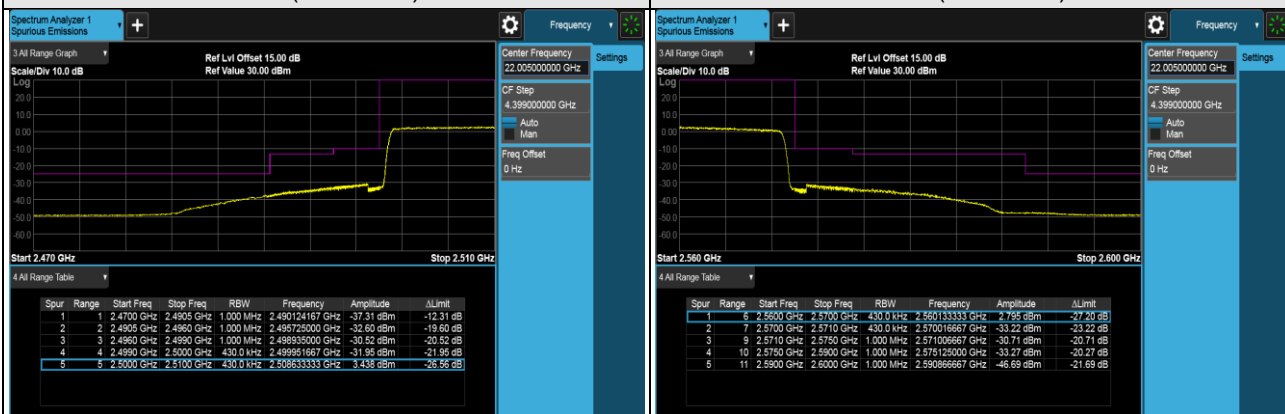 Spectrum Analyzer 1
Spurious Emissions
Frequency
3 All Range Graph
Ref Lvl Offset 15.00 dB
Scale/Div 10.0 dB
Ref Value 30.00 dBm
Log
20.0
10.0
0.00
-10.0
-20.0
-30.0
-40.0
-50.0
-60.0
Start 2.470 GHz
Stop 2.510 GHz
Center Frequency
22.005000000 GHz
Settings
CF Step
4.399000000 GHz
Auto
Man
Freq Offset
0 Hz
4 All Range Table
Spur Range Start Freq Stop Freq RBW Frequency Amplitude ΔLimit
1 1 2.4700 GHz 2.4905 GHz 1.000 MHz 2.490124167 GHz -37.31 dBm -12.31 dB
2 2 2.4905 GHz 2.4960 GHz 1.000 MHz 2.495725000 GHz -32.60 dBm -19.60 dB
3 3 2.4960 GHz 2.4990 GHz 1.000 MHz 2.498935000 GHz -30.52 dBm -20.52 dB
4 4 2.4990 GHz 2.5000 GHz 430.0 kHz 2.499951667 GHz -31.95 dBm -21.95 dB
5 5 2.5000 GHz 2.5100 GHz 430.0 kHz 2.508633333 GHz 3.438 dBm -26.56 dB
Spectrum Analyzer 1
Spurious Emissions
Frequency
3 All Range Graph
Ref Lvl Offset 15.00 dB
Scale/Div 10.0 dB
Ref Value 30.00 dBm
Log
20.0
10.0
0.00
-10.0
-20.0
-30.0
-40.0
-50.0
-60.0
Start 2.560 GHz
Stop 2.600 GHz
Center Frequency
22.005000000 GHz
Settings
CF Step
4.399000000 GHz
Auto
Man
Freq Offset
0 Hz
4 All Range Table
Spur Range Start Freq Stop Freq RBW Frequency Amplitude ΔLimit
1 6 2.5600 GHz 2.5700 GHz 430.0 kHz 2.560133333 GHz 2.795 dBm -27.20 dB
2 7 2.5700 GHz 2.5710 GHz 430.0 kHz 2.570016667 GHz -33.22 dBm -23.22 dB
3 9 2.5710 GHz 2.5750 GHz 1.000 MHz 2.571006667 GHz -30.71 dBm -20.71 dB
4 10 2.5750 GHz 2.5900 GHz 1.000 MHz 2.575125000 GHz -33.27 dBm -20.27 dB
5 11 2.5900 GHz 2.6000 GHz 1.000 MHz 2.590866667 GHz -46.69 dBm -21.69 dB